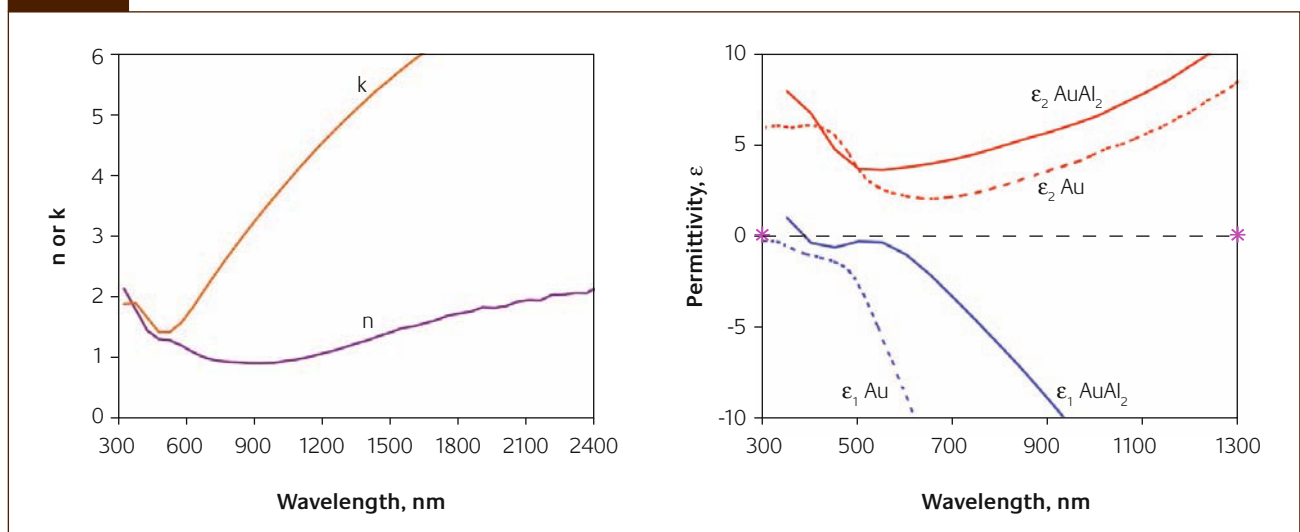 6
5
4
3
2
1
0
n or k
k
n
300 600 900 1200 1500 1800 2100 2400
Wavelength, nm
10
5
0
-5
-10
Permittivity, ε
ε₂ AuAl₂
ε₂ Au
ε₁ Au
ε₁ AuAl₂
300 500 700 900 1100 1300
Wavelength, nm